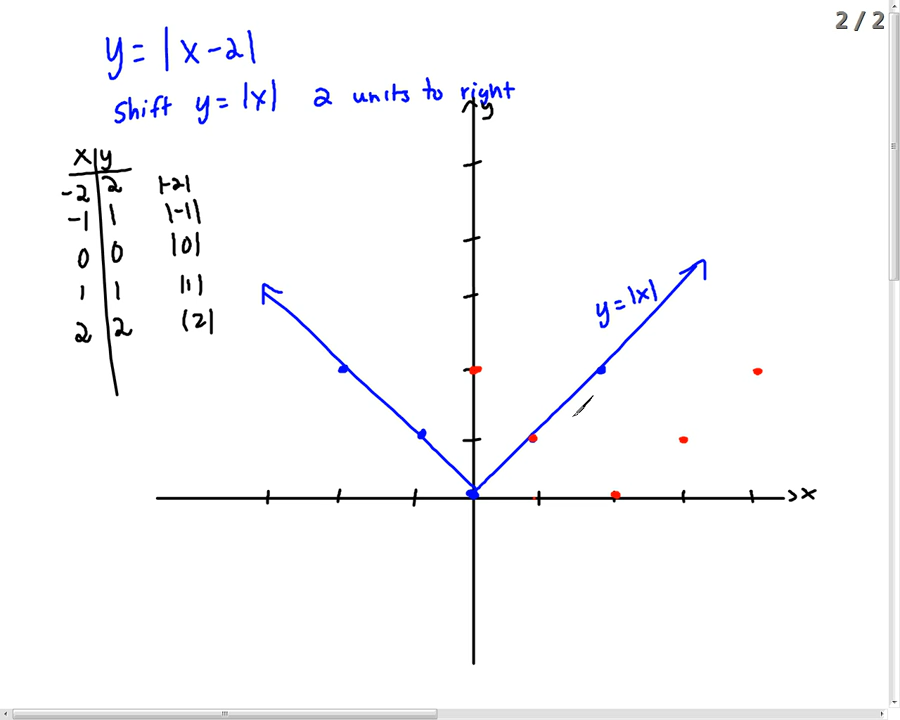 2 / 2
y = |x-2|
Shift y = |x| 2 units to right
y
x y
-2 2 |-2|
-1 1 |-1|
0 0 |0|
1 1 |1|
2 2 |2|
y=|x|
x